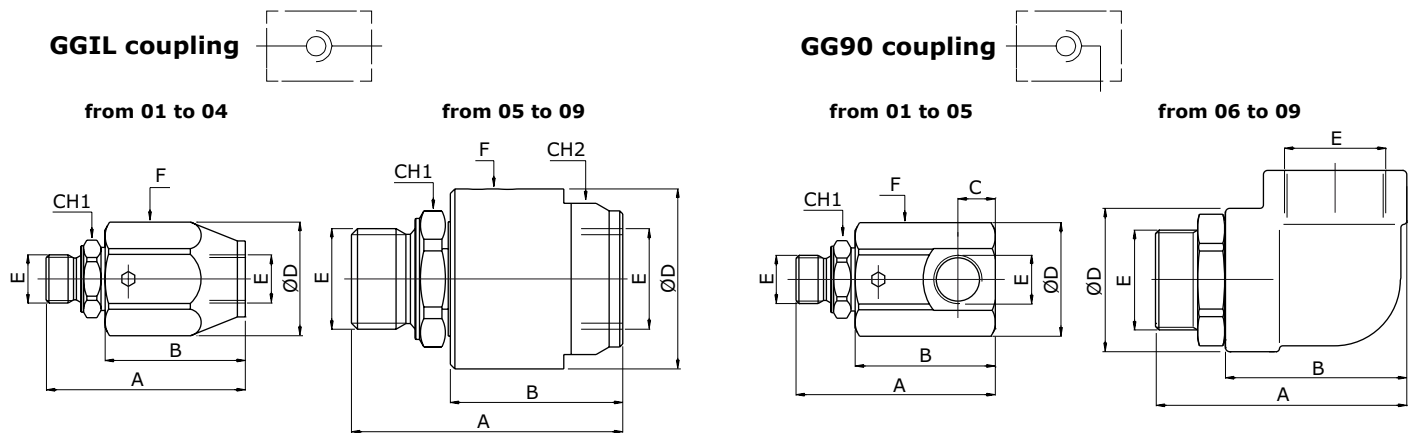 GGIL coupling
GG90 coupling
from 01 to 04
from 05 to 09
from 01 to 05
from 06 to 09
F
CH1
E
E
ØD
B
A
F
CH2
CH1
E
E
ØD
B
A
F
C
CH1
E
E
ØD
B
A
E
ØD
E
B
A